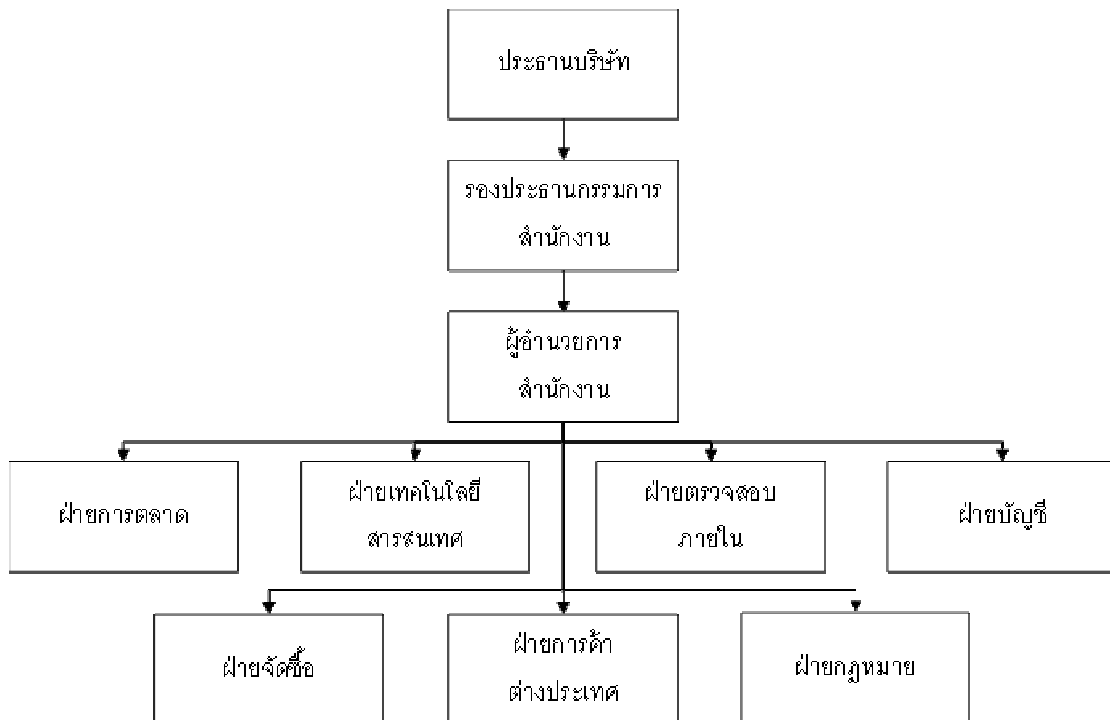 ประธานบริษัท
รองประธานกรรมการ
สำนักงาน
ผู้อำนวยการ
สำนักงาน
ฝ่ายการตลาด
ฝ่ายเทคโนโลยี
สารสนเทศ
ฝ่ายตรวจสอบ
ภายใน
ฝ่ายบัญชี
ฝ่ายจัดซื้อ
ฝ่ายการค้า
ต่างประเทศ
ฝ่ายกฎหมาย